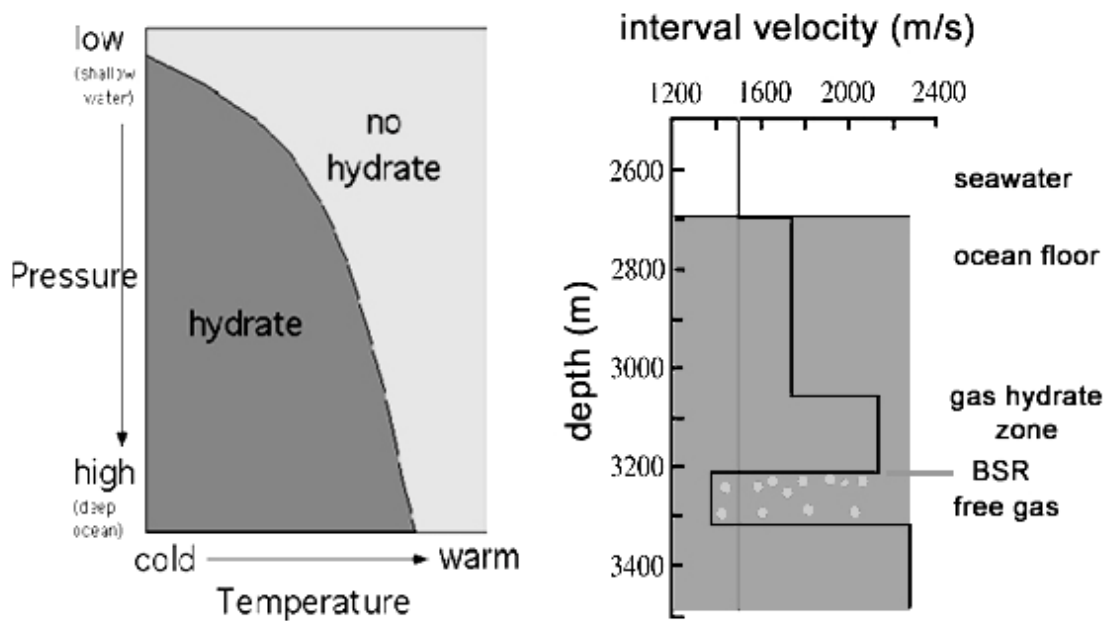 low
(shallow
water)
no
hydrate
Pressure
hydrate
high
(deep
ocean)
cold
warm
Temperature
interval velocity (m/s)
1200 1600 2000 2400
2600
2800
3000
3200
3400
depth (m)
seawater
ocean floor
gas hydrate
zone
BSR
free gas